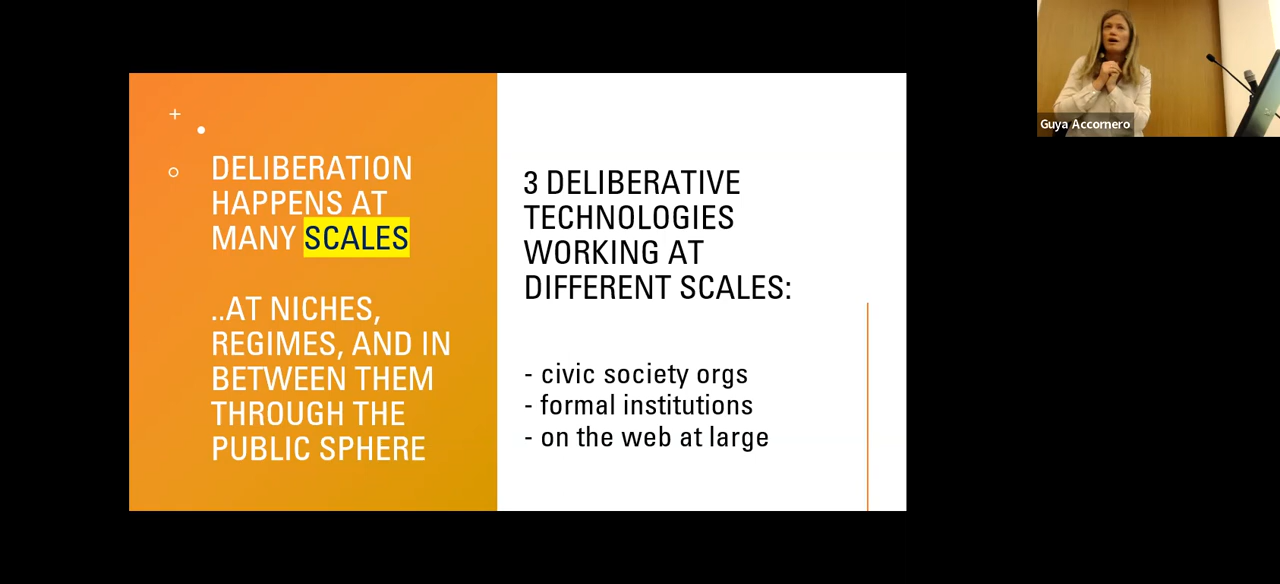 DELIBERATION
HAPPENS AT
MANY SCALES
..AT NICHES,
REGIMES, AND IN
BETWEEN THEM
THROUGH THE
PUBLIC SPHERE
3 DELIBERATIVE
TECHNOLOGIES
WORKING AT
DIFFERENT SCALES:
- civic society orgs
- formal institutions
- on the web at large
Guya Accornero